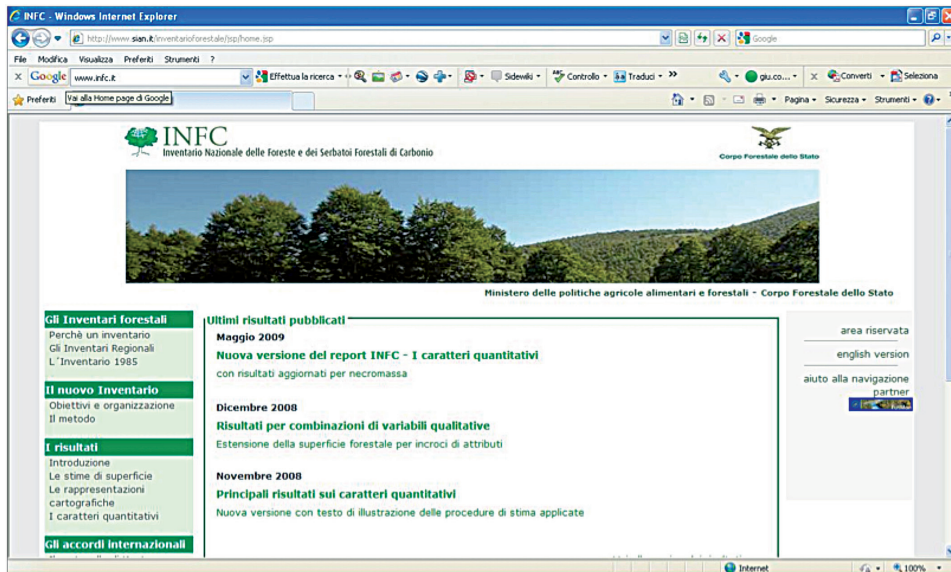 INFC - Windows Internet Explorer
http://www.sian.it/inventarioforestale/jsp/home.jsp
Google
File Modifica Visualizza Preferiti Strumenti ?
Google www.infc.it Effettua la ricerca Sidewiki Controllo Traduci giu.co... Converti Seleziona
Preferiti Vai alla Home page di Google Pagina Sicurezza Strumenti
INFC
Inventario Nazionale delle Foreste e dei Serbatoi Forestali di Carbonio
Corpo Forestale dello Stato
Ministero delle politiche agricole alimentari e forestali - Corpo Forestale dello Stato
Gli Inventari forestali
Perchè un inventario
Gli Inventari Regionali
L'Inventario 1985
Il nuovo Inventario
Obiettivi e organizzazione
Il metodo
I risultati
Introduzione
Le stime di superficie
Le rappresentazioni
cartografiche
I caratteri quantitativi
Gli accordi internazionali
Ultimi risultati pubblicati
Maggio 2009
Nuova versione del report INFC - I caratteri quantitativi
con risultati aggiornati per necromassa
Dicembre 2008
Risultati per combinazioni di variabili qualitative
Estensione della superficie forestale per incroci di attributi
Novembre 2008
Principali risultati sui caratteri quantitativi
Nuova versione con testo di illustrazione delle procedure di stima applicate
area riservata
english version
aiuto alla navigazione
partner
Internet 100%